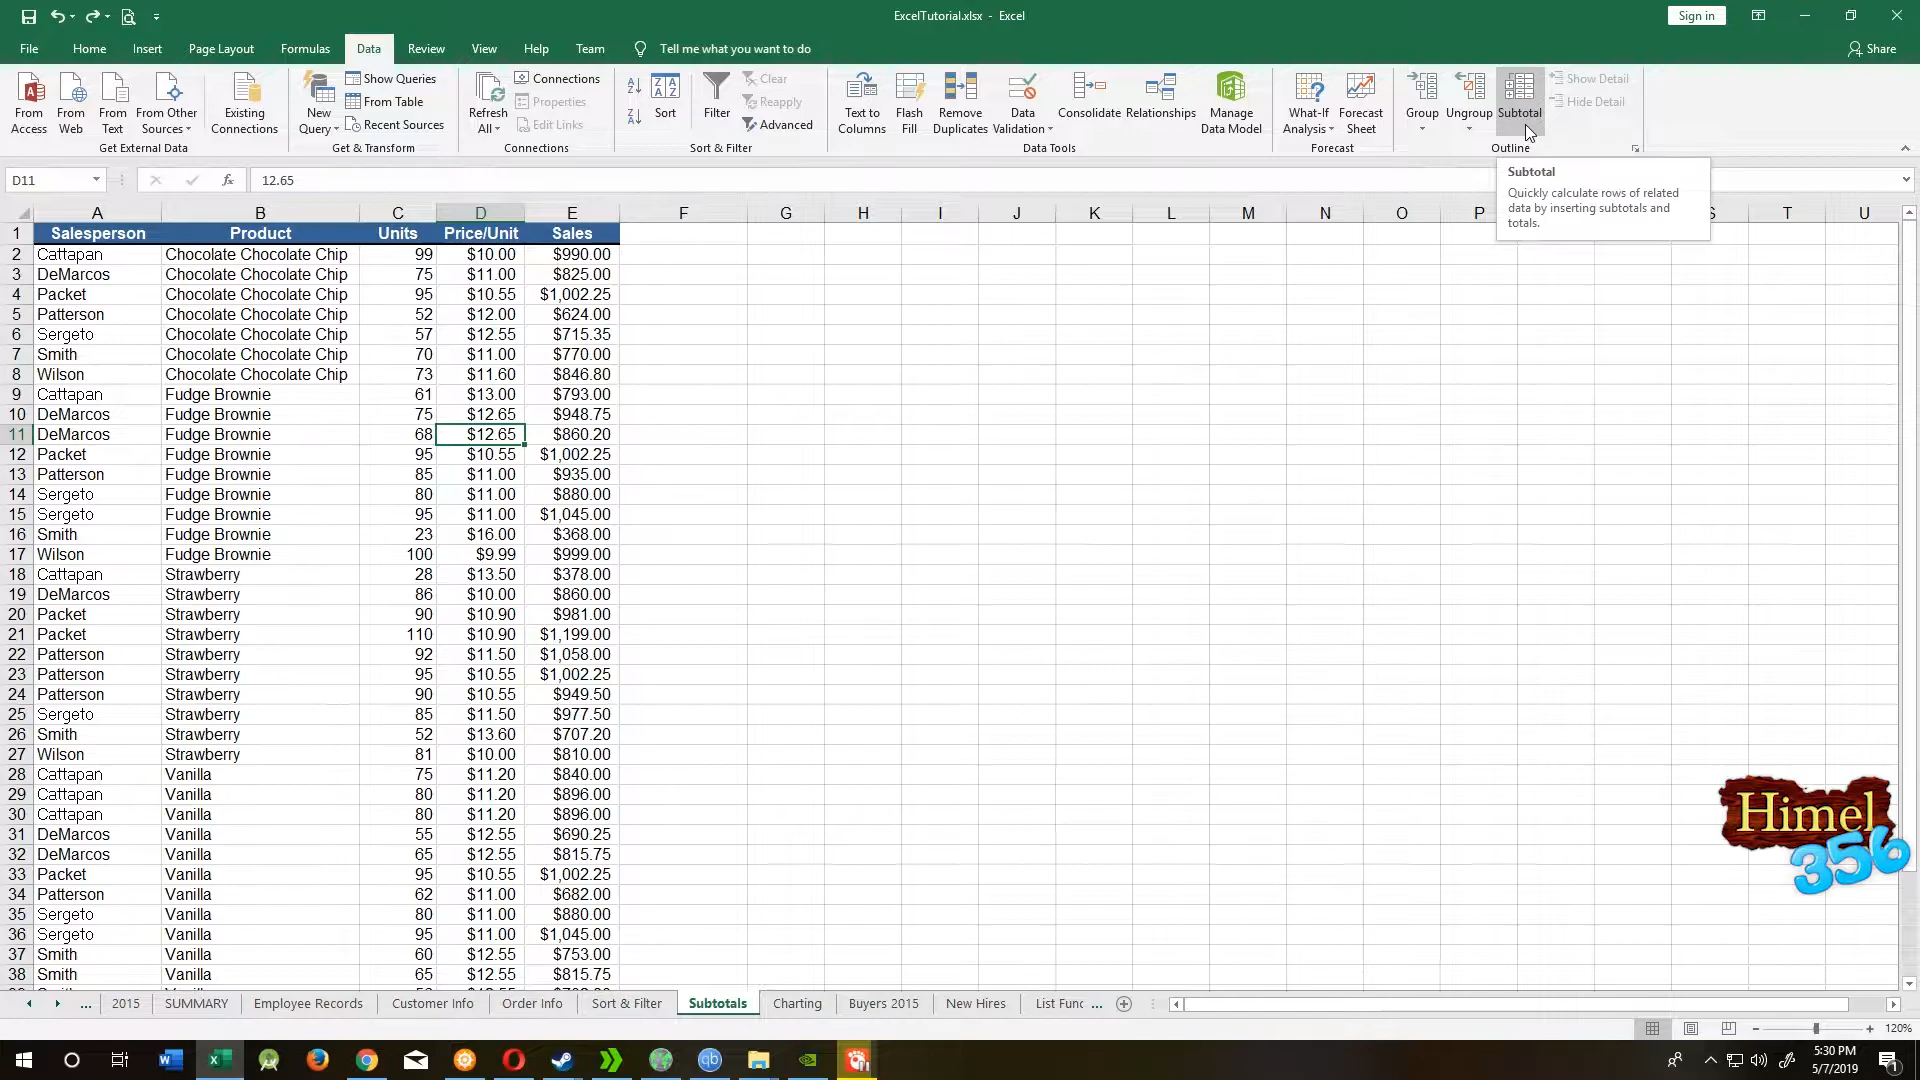 ExcelTutorial.xlsx - Excel
Sign in
File Home Insert Page Layout Formulas Data Review View Help Team Tell me what you want to do Share
From Access
From Web
From Text
From Other Sources
Existing Connections
Get External Data
New Query
Show Queries
From Table
Recent Sources
Get & Transform
Refresh All
Connections
Properties
Edit Links
Connections
Sort
Filter
Clear
Reapply
Advanced
Sort & Filter
Text to Columns
Flash Fill
Remove Duplicates
Data Validation
Consolidate
Relationships
Manage Data Model
Data Tools
What-If Analysis
Forecast Sheet
Forecast
Group
Ungroup
Subtotal
Show Detail
Hide Detail
Outline
D11 fx 12.65
Subtotal
Quickly calculate rows of related
data by inserting subtotals and
totals.
A B C D E F G H I J K L M N O P S T U
1 Salesperson Product Units Price/Unit Sales
2 Cattapan Chocolate Chocolate Chip 99 $10.00 $990.00
3 DeMarcos Chocolate Chocolate Chip 75 $11.00 $825.00
4 Packet Chocolate Chocolate Chip 95 $10.55 $1,002.25
5 Patterson Chocolate Chocolate Chip 52 $12.00 $624.00
6 Sergeto Chocolate Chocolate Chip 57 $12.55 $715.35
7 Smith Chocolate Chocolate Chip 70 $11.00 $770.00
8 Wilson Chocolate Chocolate Chip 73 $11.60 $846.80
9 Cattapan Fudge Brownie 61 $13.00 $793.00
10 DeMarcos Fudge Brownie 75 $12.65 $948.75
11 DeMarcos Fudge Brownie 68 $12.65 $860.20
12 Packet Fudge Brownie 95 $10.55 $1,002.25
13 Patterson Fudge Brownie 85 $11.00 $935.00
14 Sergeto Fudge Brownie 80 $11.00 $880.00
15 Sergeto Fudge Brownie 95 $11.00 $1,045.00
16 Smith Fudge Brownie 23 $16.00 $368.00
17 Wilson Fudge Brownie 100 $9.99 $999.00
18 Cattapan Strawberry 28 $13.50 $378.00
19 DeMarcos Strawberry 86 $10.00 $860.00
20 Packet Strawberry 90 $10.90 $981.00
21 Packet Strawberry 110 $10.90 $1,199.00
22 Patterson Strawberry 92 $11.50 $1,058.00
23 Patterson Strawberry 95 $10.55 $1,002.25
24 Patterson Strawberry 90 $10.55 $949.50
25 Sergeto Strawberry 85 $11.50 $977.50
26 Smith Strawberry 52 $13.60 $707.20
27 Wilson Strawberry 81 $10.00 $810.00
28 Cattapan Vanilla 75 $11.20 $840.00
29 Cattapan Vanilla 80 $11.20 $896.00
30 Cattapan Vanilla 80 $11.20 $896.00
31 DeMarcos Vanilla 55 $12.55 $690.25
32 DeMarcos Vanilla 65 $12.55 $815.75
33 Packet Vanilla 95 $10.55 $1,002.25
34 Patterson Vanilla 62 $11.00 $682.00
35 Sergeto Vanilla 80 $11.00 $880.00
36 Sergeto Vanilla 95 $11.00 $1,045.00
37 Smith Vanilla 60 $12.55 $753.00
38 Smith Vanilla 65 $12.55 $815.75
Himel
356
... 2015 SUMMARY Employee Records Customer Info Order Info Sort & Filter Subtotals Charting Buyers 2015 New Hires List Func ...
120%
5:30 PM
5/7/2019